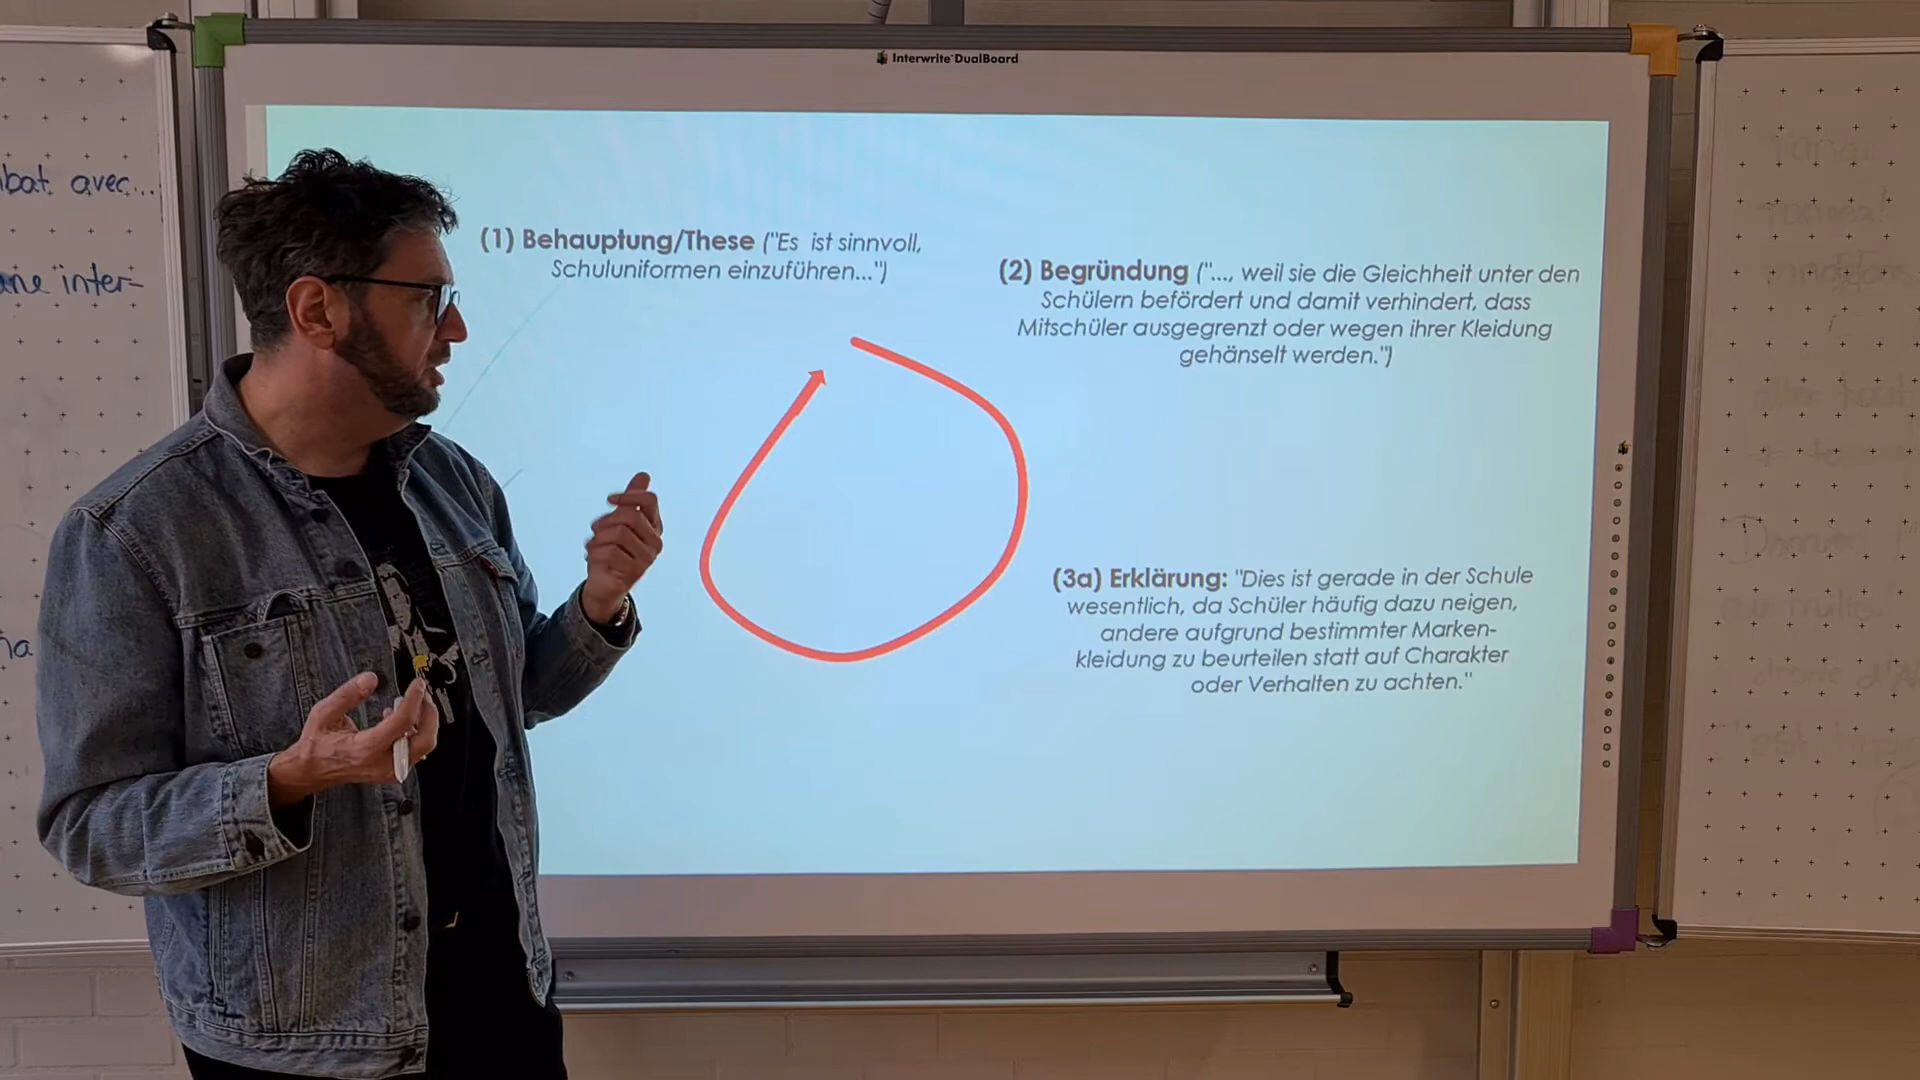 Interwrite DualBoard
bat avec...
ane inter-
na
(1) Behauptung/These ("Es ist sinnvoll,
Schuluniformen einzuführen...")
(2) Begründung ("..., weil sie die Gleichheit unter den
Schülern befördert und damit verhindert, dass
Mitschüler ausgegrenzt oder wegen ihrer Kleidung
gehänselt werden.")
(3a) Erklärung: "Dies ist gerade in der Schule
wesentlich, da Schüler häufig dazu neigen,
andere aufgrund bestimmter Marken-
kleidung zu beurteilen statt auf Charakter
oder Verhalten zu achten."